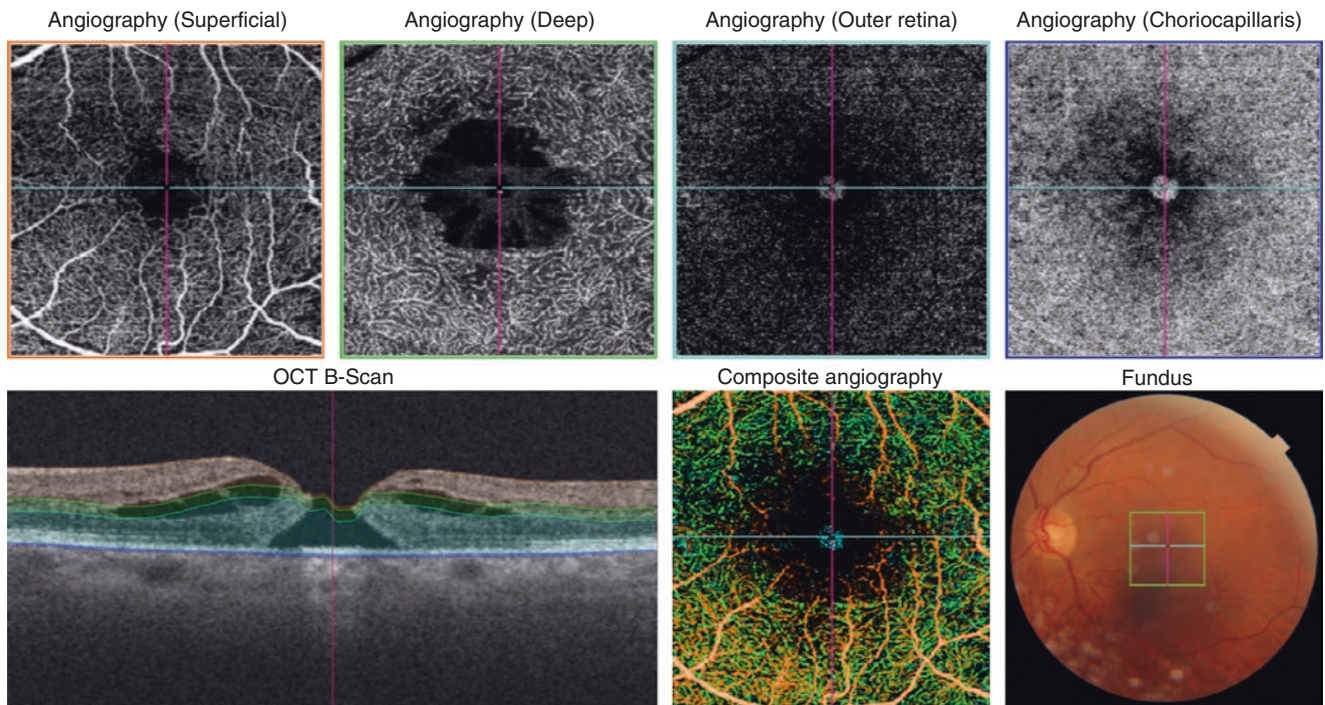 Angiography (Superficial)
Angiography (Deep)
Angiography (Outer retina)
Angiography (Choriocapillaris)
OCT B-Scan
Composite angiography
Fundus